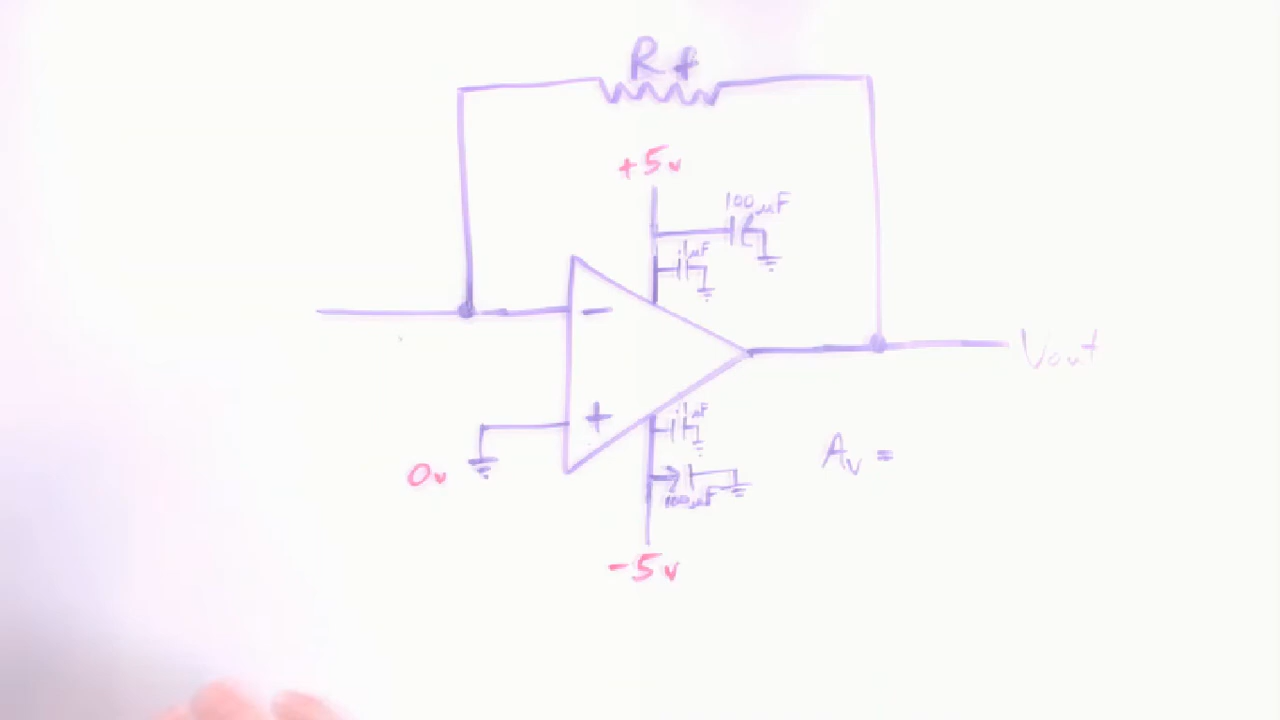 Rf
+5v
100µF
.1µF
-
Vout
+
.1µF
Av =
0v
100µF
-5v